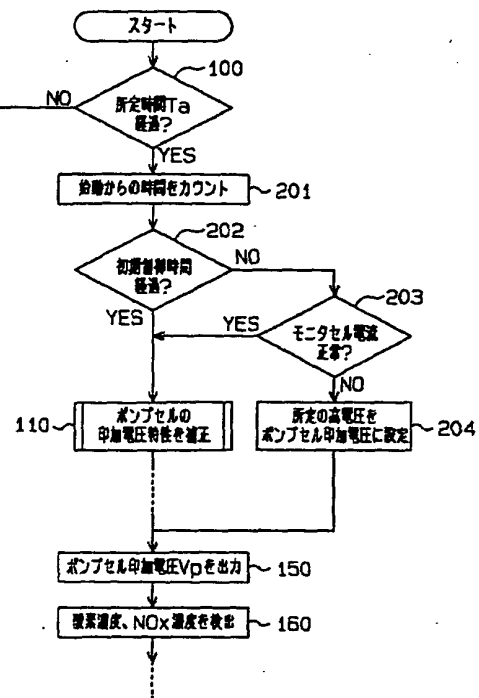 スタート
100
所定時間Ta
経過?
NO
YES
始動からの時間をカウント
201
202
初期制御時間
経過?
NO
YES
203
モニタセル電流
正常?
YES
NO
110
ポンプセルの
印加電圧特性を補正
所定の高電圧を
ポンプセル印加電圧に設定
204
ポンプセル印加電圧Vpを出力
150
酸素濃度、NOx濃度を検出
160